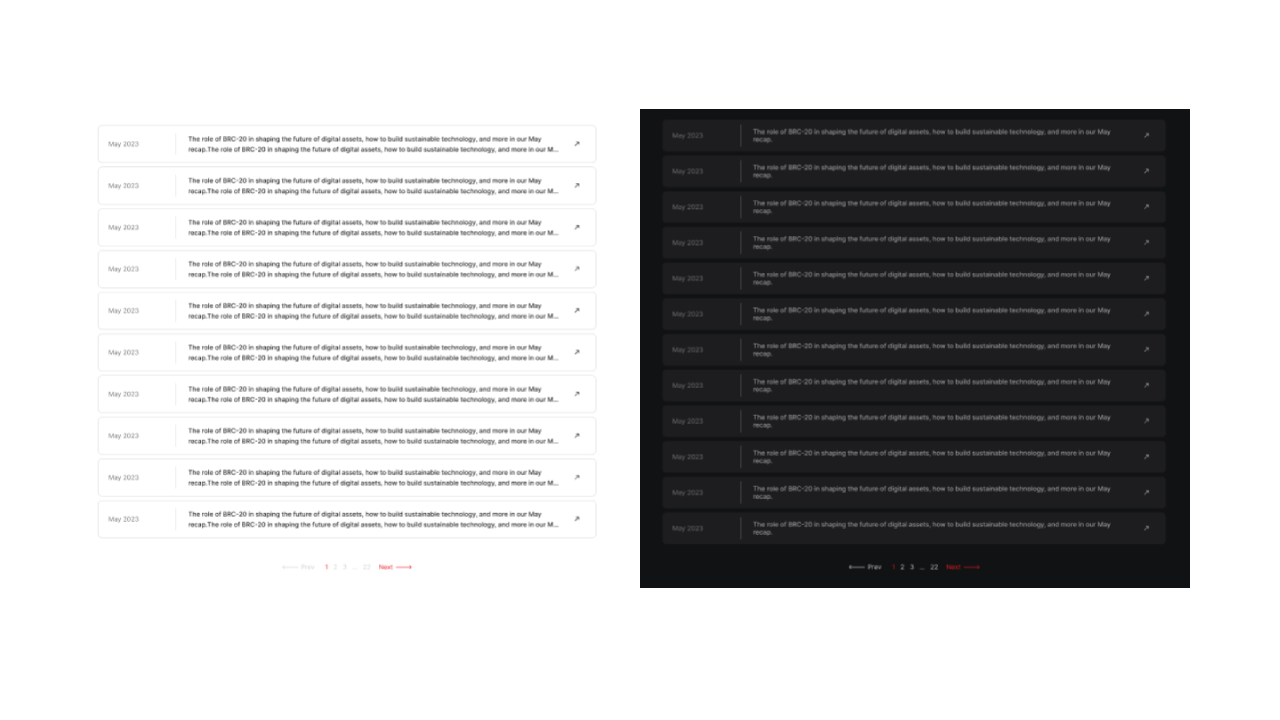 May 2023
The role of BRC-20 in shaping the future of digital assets, how to build sustainable technology, and more in our May
recap.The role of BRC-20 in shaping the future of digital assets, how to build sustainable technology, and more in our M...
May 2023
The role of BRC-20 in shaping the future of digital assets, how to build sustainable technology, and more in our May
recap.The role of BRC-20 in shaping the future of digital assets, how to build sustainable technology, and more in our M...
May 2023
The role of BRC-20 in shaping the future of digital assets, how to build sustainable technology, and more in our May
recap.The role of BRC-20 in shaping the future of digital assets, how to build sustainable technology, and more in our M...
May 2023
The role of BRC-20 in shaping the future of digital assets, how to build sustainable technology, and more in our May
recap.The role of BRC-20 in shaping the future of digital assets, how to build sustainable technology, and more in our M...
May 2023
The role of BRC-20 in shaping the future of digital assets, how to build sustainable technology, and more in our May
recap.The role of BRC-20 in shaping the future of digital assets, how to build sustainable technology, and more in our M...
May 2023
The role of BRC-20 in shaping the future of digital assets, how to build sustainable technology, and more in our May
recap.The role of BRC-20 in shaping the future of digital assets, how to build sustainable technology, and more in our M...
May 2023
The role of BRC-20 in shaping the future of digital assets, how to build sustainable technology, and more in our May
recap.The role of BRC-20 in shaping the future of digital assets, how to build sustainable technology, and more in our M...
May 2023
The role of BRC-20 in shaping the future of digital assets, how to build sustainable technology, and more in our May
recap.The role of BRC-20 in shaping the future of digital assets, how to build sustainable technology, and more in our M...
May 2023
The role of BRC-20 in shaping the future of digital assets, how to build sustainable technology, and more in our May
recap.The role of BRC-20 in shaping the future of digital assets, how to build sustainable technology, and more in our M...
May 2023
The role of BRC-20 in shaping the future of digital assets, how to build sustainable technology, and more in our May
recap.The role of BRC-20 in shaping the future of digital assets, how to build sustainable technology, and more in our M...
Prev 1 2 3 ... 22 Next
May 2023
The role of BRC-20 in shaping the future of digital assets, how to build sustainable technology, and more in our May
recap.
May 2023
The role of BRC-20 in shaping the future of digital assets, how to build sustainable technology, and more in our May
recap.
May 2023
The role of BRC-20 in shaping the future of digital assets, how to build sustainable technology, and more in our May
recap.
May 2023
The role of BRC-20 in shaping the future of digital assets, how to build sustainable technology, and more in our May
recap.
May 2023
The role of BRC-20 in shaping the future of digital assets, how to build sustainable technology, and more in our May
recap.
May 2023
The role of BRC-20 in shaping the future of digital assets, how to build sustainable technology, and more in our May
recap.
May 2023
The role of BRC-20 in shaping the future of digital assets, how to build sustainable technology, and more in our May
recap.
May 2023
The role of BRC-20 in shaping the future of digital assets, how to build sustainable technology, and more in our May
recap.
May 2023
The role of BRC-20 in shaping the future of digital assets, how to build sustainable technology, and more in our May
recap.
May 2023
The role of BRC-20 in shaping the future of digital assets, how to build sustainable technology, and more in our May
recap.
May 2023
The role of BRC-20 in shaping the future of digital assets, how to build sustainable technology, and more in our May
recap.
May 2023
The role of BRC-20 in shaping the future of digital assets, how to build sustainable technology, and more in our May
recap.
Prev 1 2 3 ... 22 Next